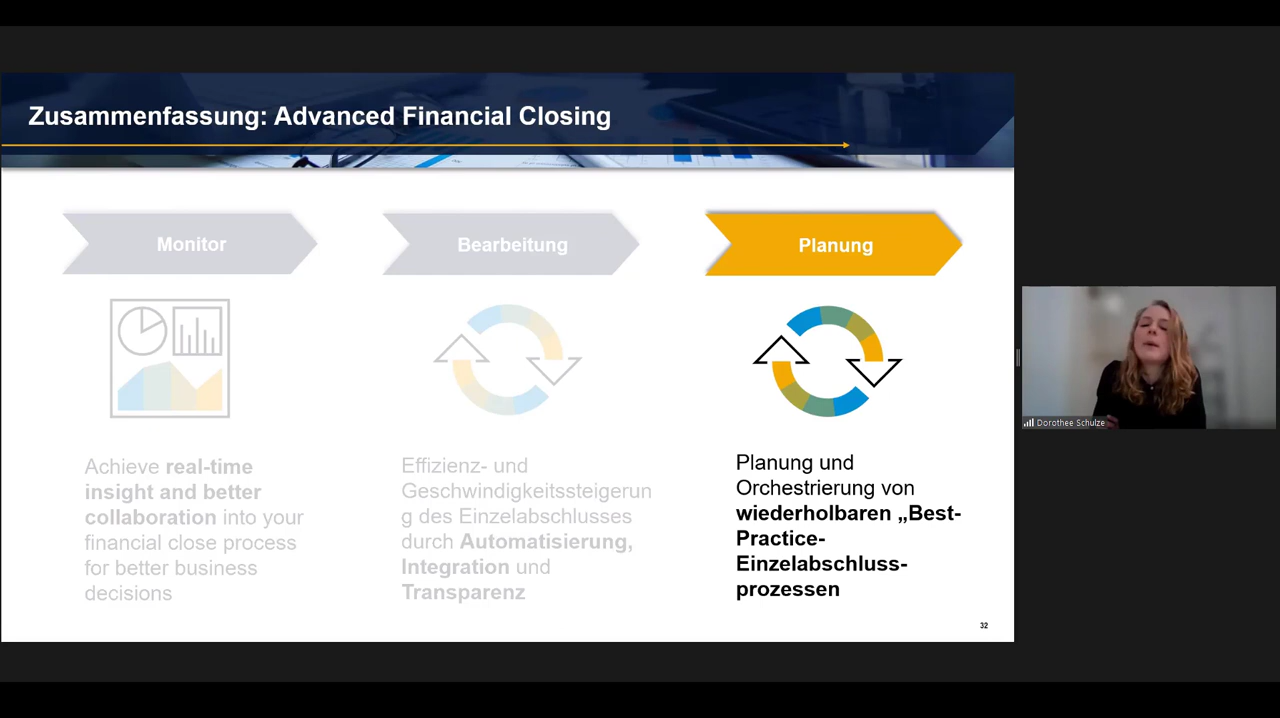 Zusammenfassung: Advanced Financial Closing
Monitor
Bearbeitung
Planung
Achieve real-time
insight and better
collaboration into your
financial close process
for better business
decisions
Effizienz- und
Geschwindigkeitssteigerun
g des Einzelabschlusses
durch Automatisierung,
Integration und
Transparenz
Planung und
Orchestrierung von
wiederholbaren „Best-
Practice-
Einzelabschluss-
prozessen
32
Dorothee Schulze